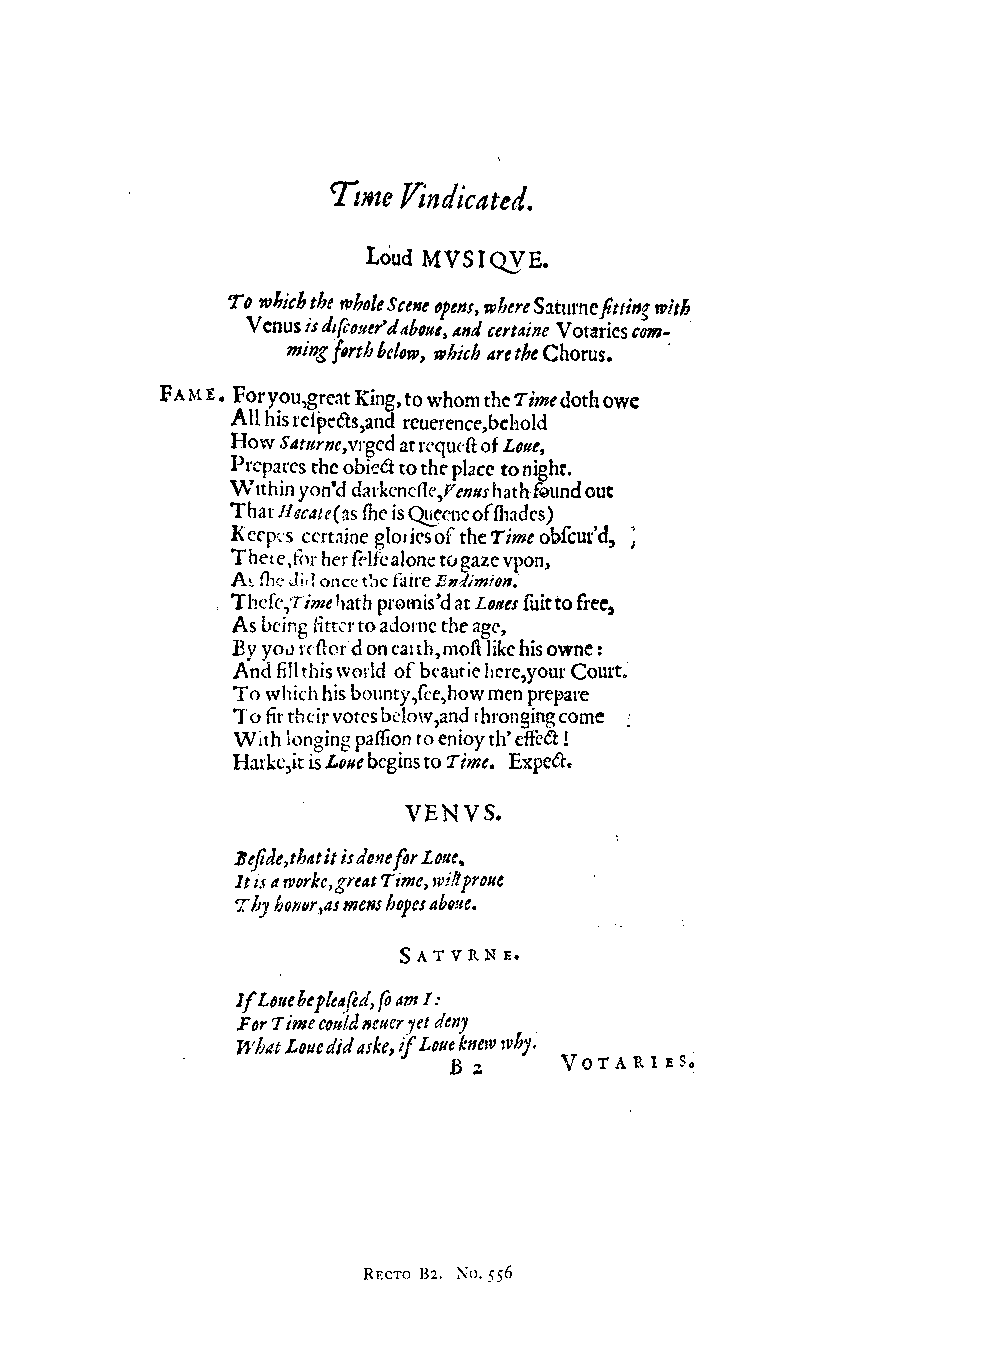 Time Vindicated.
Loud MVSIQVE.
To which the whole Scene opens, where Saturne ſitting with
Venus is diſcouer'd aboue, and certaine Votaries com-
ming forth below, which are the Chorus.
FAME. For you,great King, to whom the Time doth owe
All his reſpects,and reuerence,behold
How Saturne,vrged at requeſt of Loue,
Prepares the obiect to the place to night.
Within yon'd darkeneſſe,Venus hath found out
That Hecate (as ſhe is Queene of ſhades)
Keepes certaine glories of the Time obſcur'd,
There,for her ſelfe alone to gaze vpon,
As ſhe did once the faire Endimion.
Theſe,Time hath promis'd at Loues ſuit to free,
As being fitter to adorne the age,
By you reſtor'd on earth, moſt like his owne:
And fill this world of beautie here,your Court.
To which his bounty,ſee,how men prepare
To fit their votes below,and thronging come
With longing paſſion to enioy th' effect!
Harke,it is Loue begins to Time. Expect.
VENVS.
Beſide,that it is done for Loue,
It is a worke, great Time, will proue
Thy honor,as mens hopes aboue.
SATVRNE.
If Loue be pleaſed, ſo am I:
For Time could neuer yet deny
What Loue did aske, if Loue knew why.
B 2 VOTARIES.
RECTO B2. No. 556